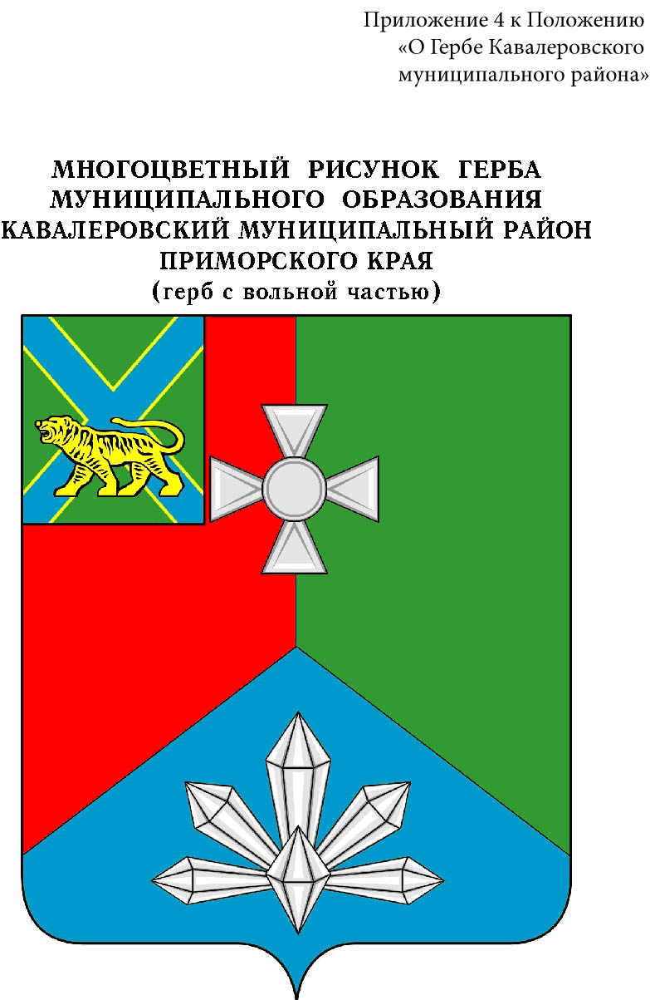 Приложение 4 к Положению
«О Гербе Кавалеровского
муниципального района»
МНОГОЦВЕТНЫЙ РИСУНОК ГЕРБА
МУНИЦИПАЛЬНОГО ОБРАЗОВАНИЯ
КАВАЛЕРОВСКИЙ МУНИЦИПАЛЬНЫЙ РАЙОН
ПРИМОРСКОГО КРАЯ
(герб с вольной частью)